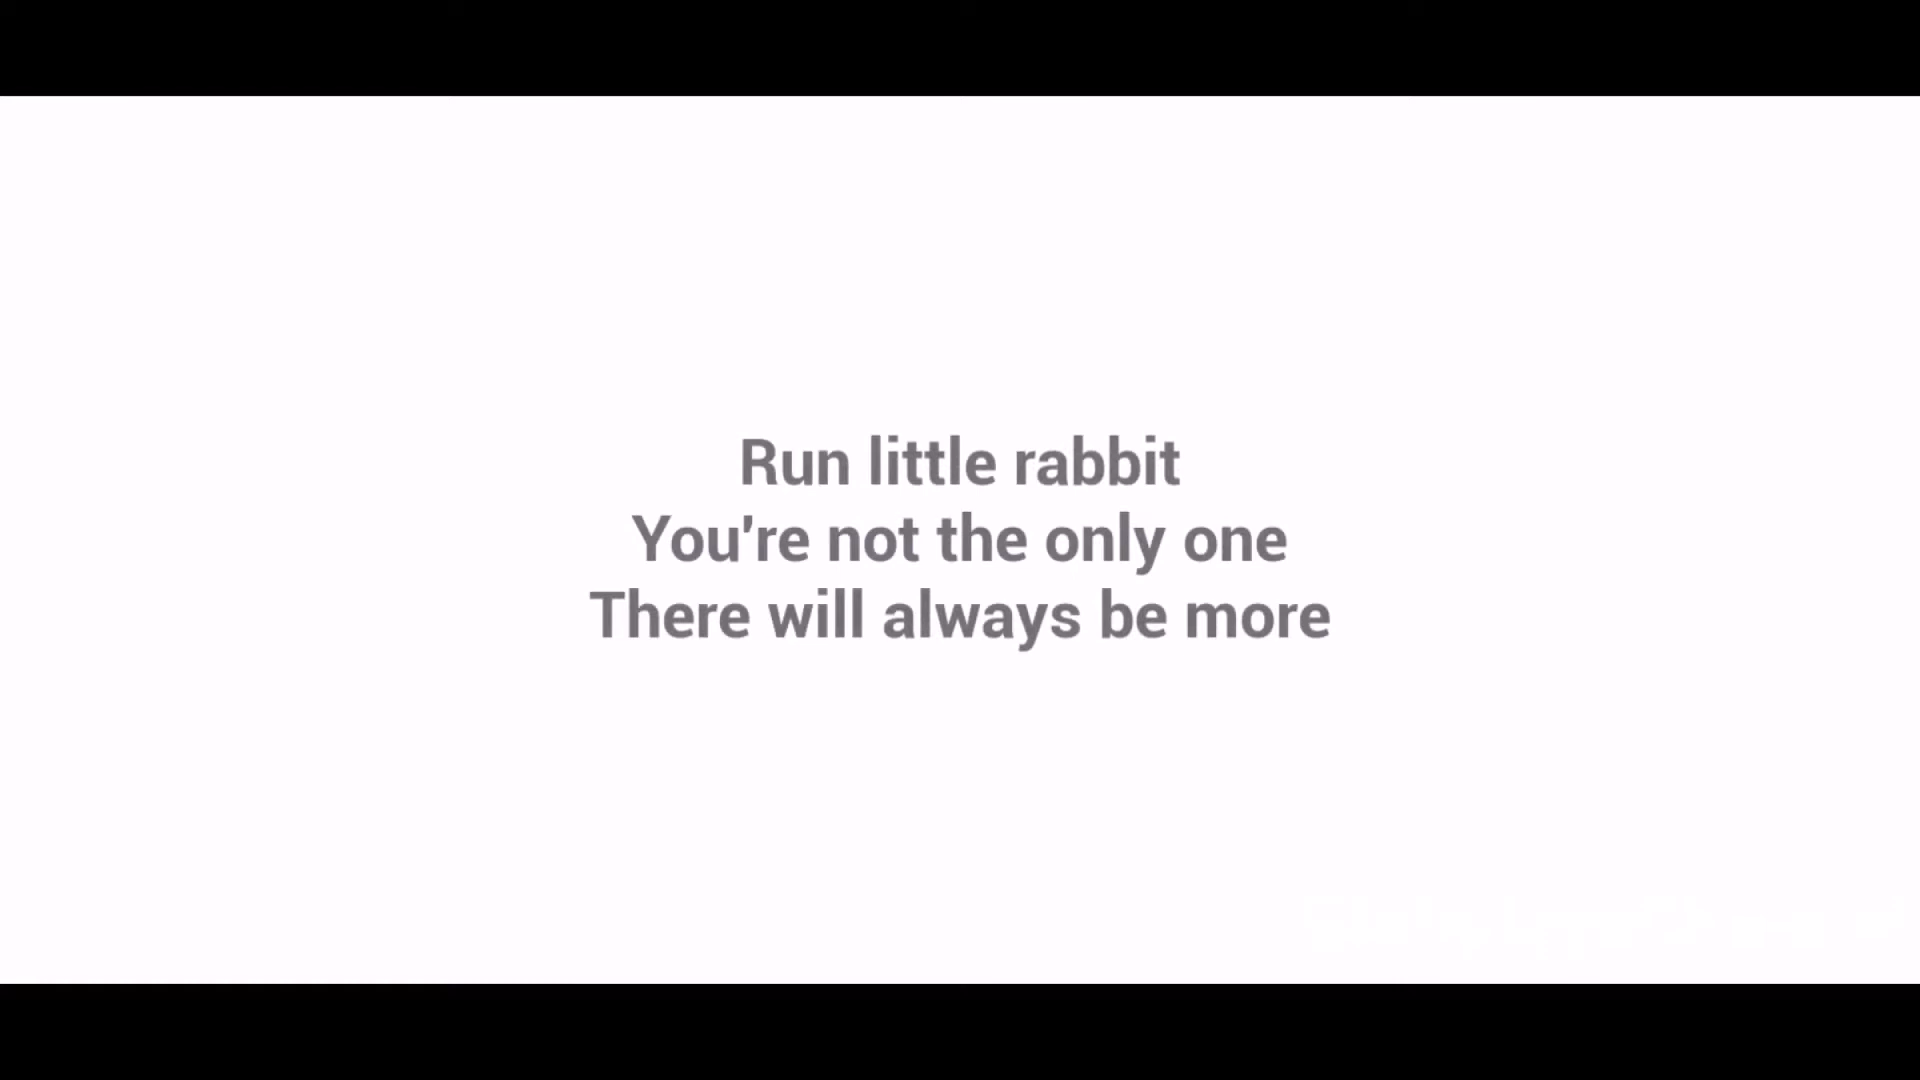 Run little rabbit
You're not the only one
There will always be more